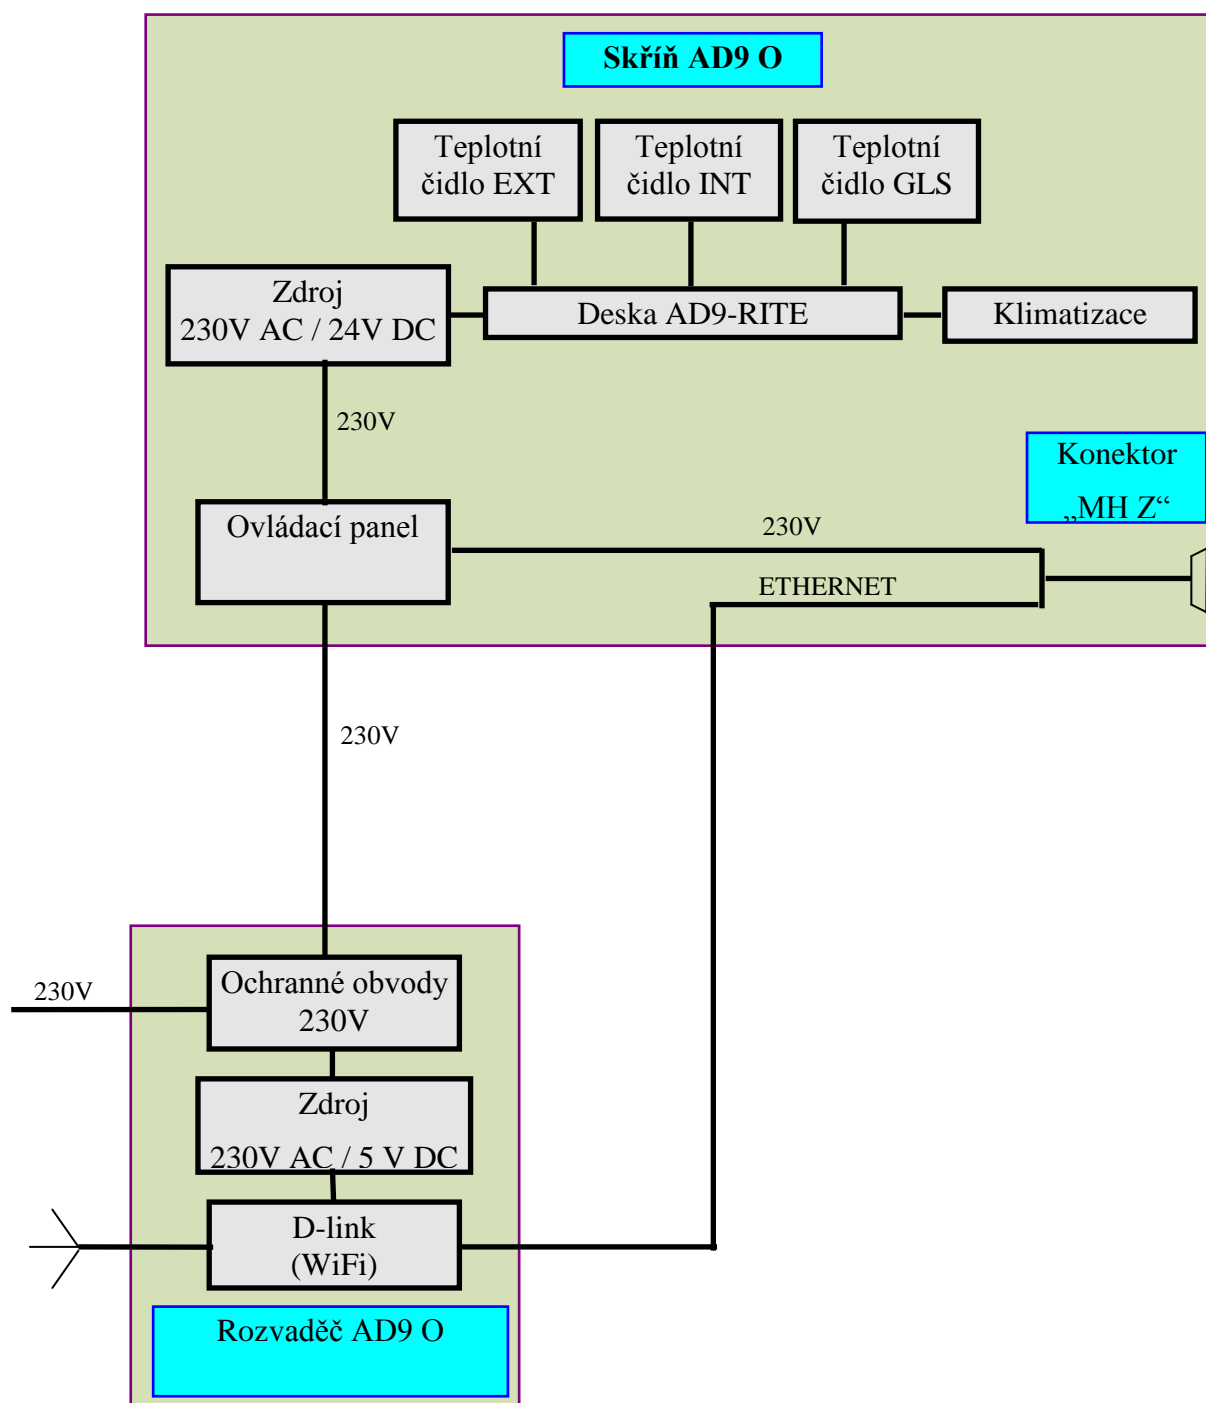 Skříň AD9 O
Teplotní
čidlo EXT
Teplotní
čidlo INT
Teplotní
čidlo GLS
Zdroj
230V AC / 24V DC
Deska AD9-RITE
Klimatizace
230V
Konektor
„MH Z“
Ovládací panel
230V
ETHERNET
230V
Ochranné obvody
230V
230V
Zdroj
230V AC / 5 V DC
D-link
(WiFi)
Rozvaděč AD9 O